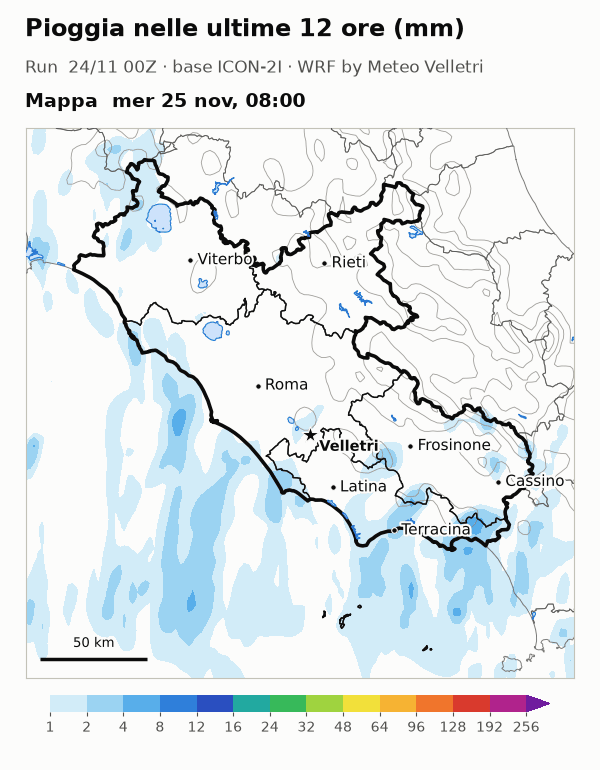 Pioggia nelle ultime 12 ore (mm)
Run 24/11 00Z · base ICON-2I · WRF by Meteo Velletri
Mappa mer 25 nov, 08:00
Viterbo
Rieti
Roma
Velletri
Frosinone
Latina
Cassino
Terracina
50 km
1 2 4 8 12 16 24 32 48 64 96 128 192 256